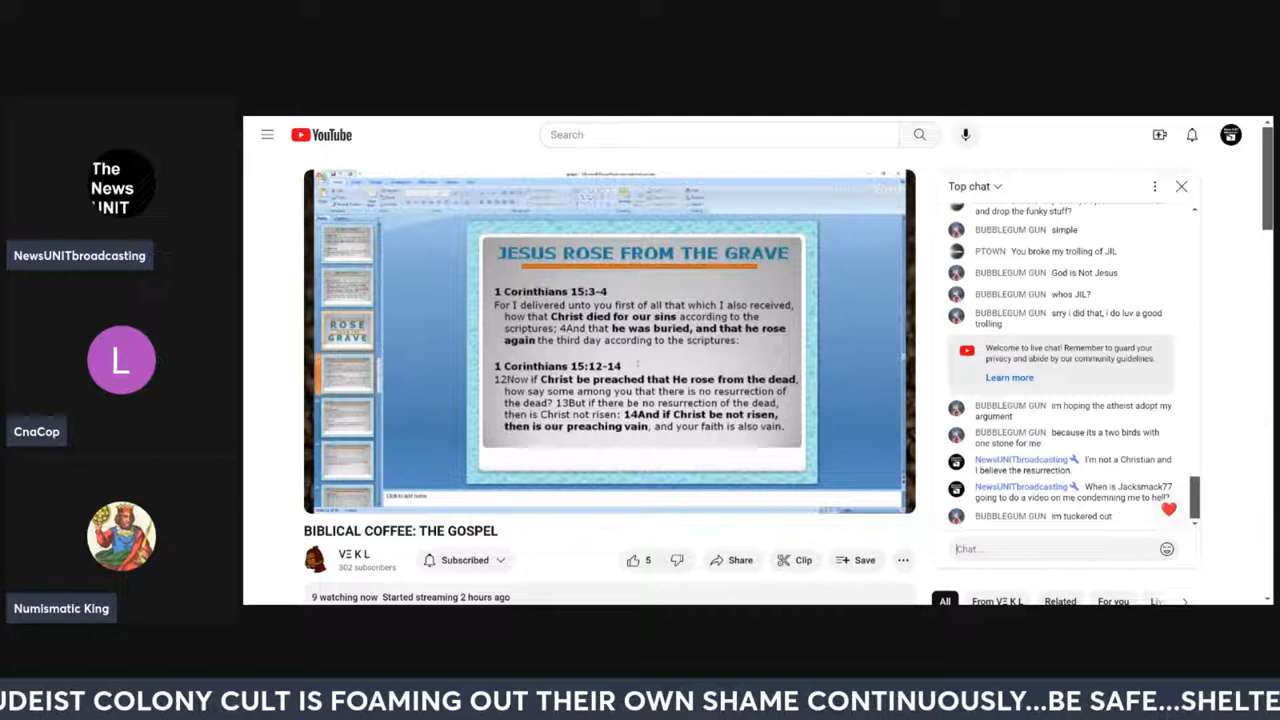 The
News
UNIT
NewsUNITbroadcasting
L
CnaCop
Numismatic King
YouTube
Search
JESUS ROSE FROM THE GRAVE
1 Corinthians 15:3-4
For I delivered unto you first of all that which I also received,
how that Christ died for our sins according to the
scriptures; 4And that he was buried, and that he rose
again the third day according to the scriptures:
1 Corinthians 15:12-14
12Now if Christ be preached that He rose from the dead,
how say some among you that there is no resurrection of
the dead? 13But if there be no resurrection of the dead,
then is Christ not risen: 14And if Christ be not risen,
then is our preaching vain, and your faith is also vain.
ROSE
GRAVE
Click to add notes
BIBLICAL COFFEE: THE GOSPEL
VΞ K L
302 subscribers
Subscribed
5
Share
Clip
Save
9 watching now Started streaming 2 hours ago
Top chat
and drop the funky stuff?
BUBBLEGUM GUN simple
PTOWN You broke my trolling of JIL
BUBBLEGUM GUN God is Not Jesus
BUBBLEGUM GUN whos JIL?
BUBBLEGUM GUN srry i did that, i do luv a good
trolling
Welcome to live chat! Remember to guard your
privacy and abide by our community guidelines.
Learn more
BUBBLEGUM GUN im hoping the atheist adopt my
argument
BUBBLEGUM GUN because its a two birds with
one stone for me
NewsUNITbroadcasting I'm not a Christian and
I believe the resurrection.
NewsUNITbroadcasting When is Jacksmack77
going to do a video on me condemning me to hell?
BUBBLEGUM GUN im tuckered out
Chat...
All From VΞ K L Related For you Liv
UDEIST COLONY CULT IS FOAMING OUT THEIR OWN SHAME CONTINUOUSLY...BE SAFE...SHELTE